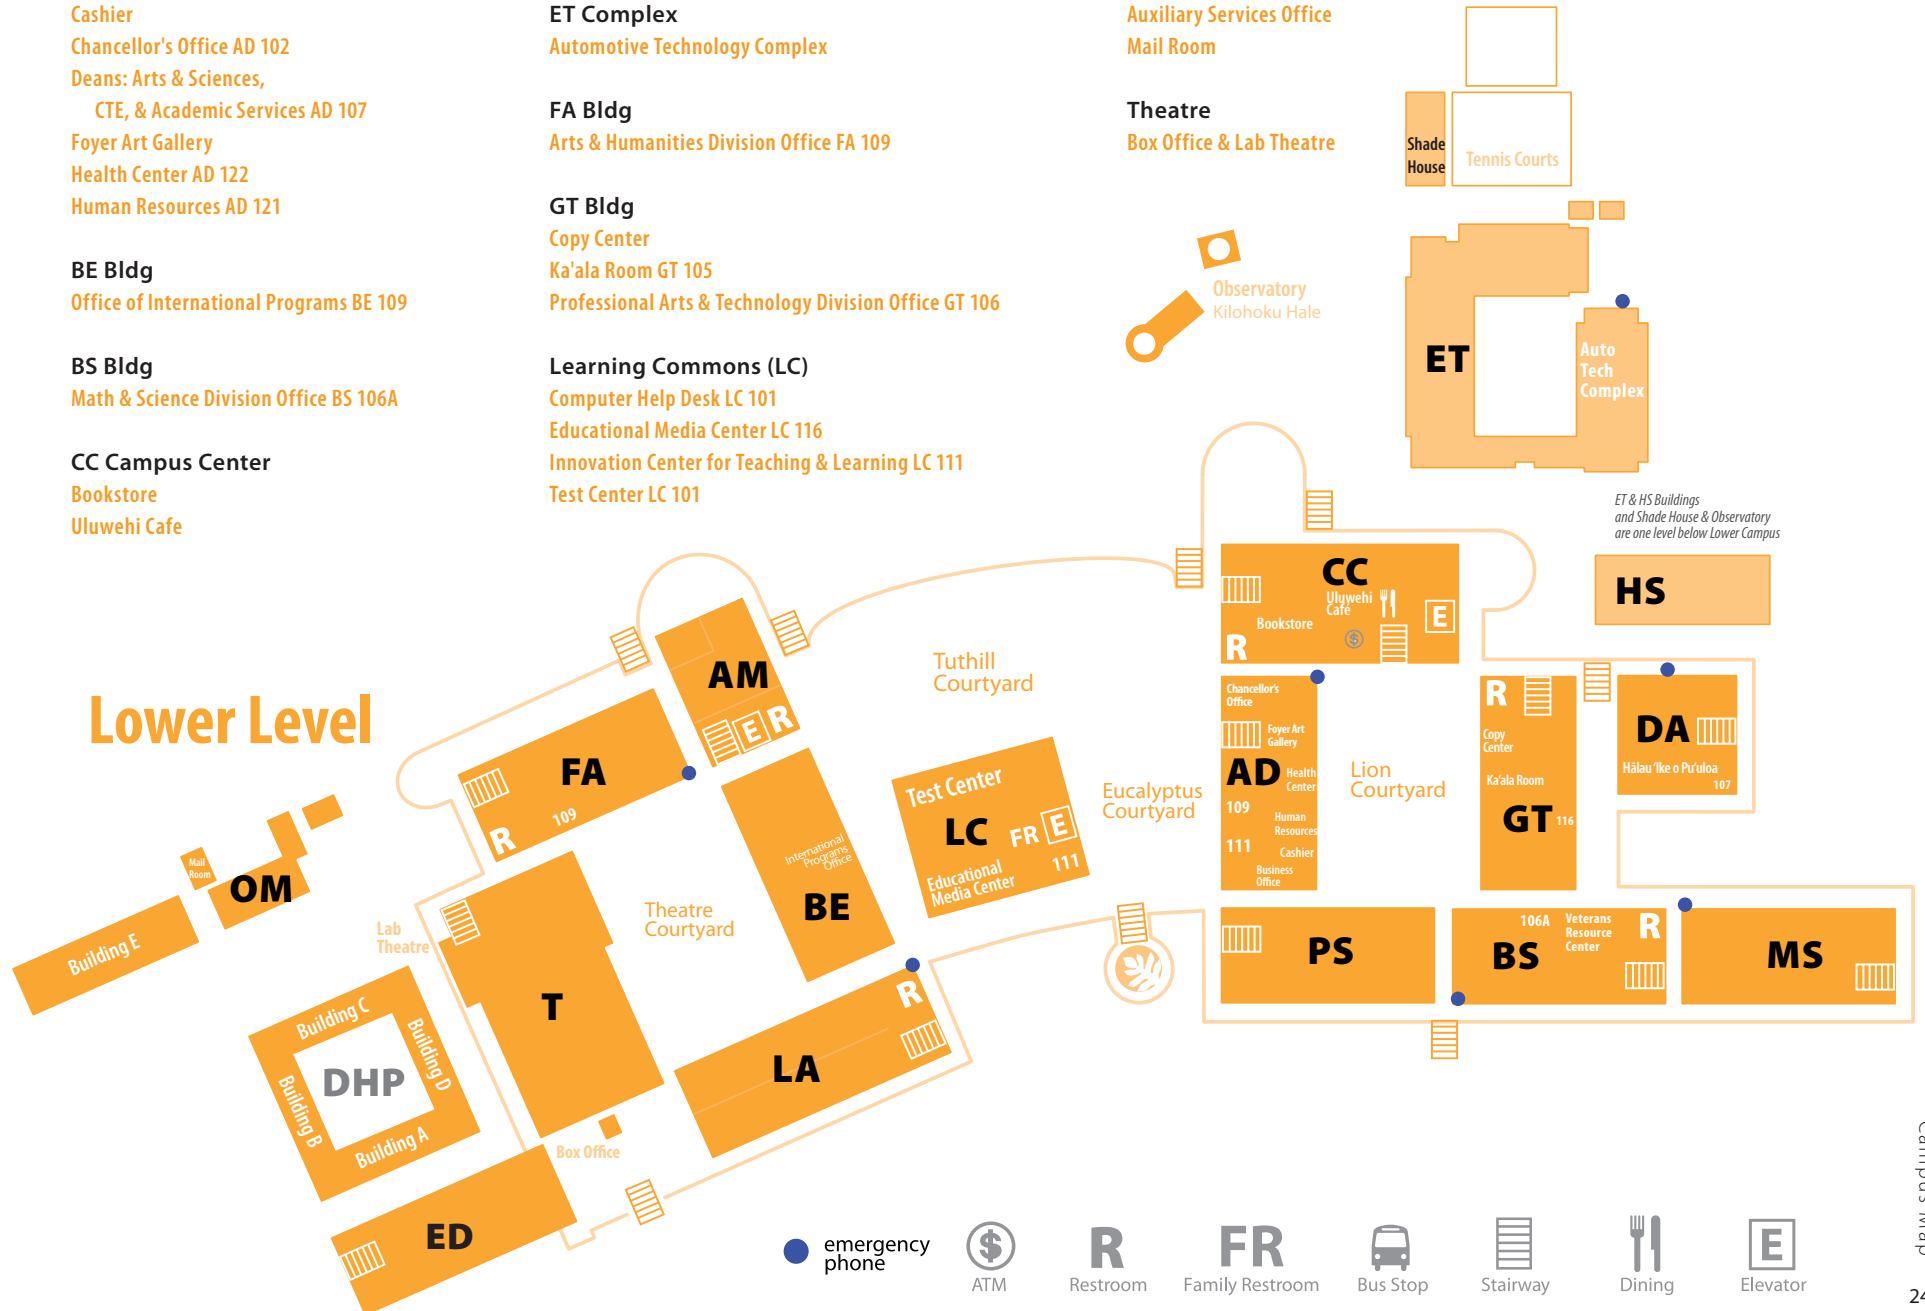 Cashier
Chancellor's Office AD 102
Deans: Arts & Sciences,
CTE, & Academic Services AD 107
Foyer Art Gallery
Health Center AD 122
Human Resources AD 121
BE Bldg
Office of International Programs BE 109
BS Bldg
Math & Science Division Office BS 106A
CC Campus Center
Bookstore
Uluwehi Cafe
ET Complex
Automotive Technology Complex
FA Bldg
Arts & Humanities Division Office FA 109
GT Bldg
Copy Center
Ka'ala Room GT 105
Professional Arts & Technology Division Office GT 106
Learning Commons (LC)
Computer Help Desk LC 101
Educational Media Center LC 116
Innovation Center for Teaching & Learning LC 111
Test Center LC 101
Auxiliary Services Office
Mail Room
Theatre
Box Office & Lab Theatre
Shade
House
Tennis Courts
Observatory
Kilohoku Hale
ET
Auto
Tech
Complex
ET & HS Buildings
and Shade House & Observatory
are one level below Lower Campus
HS
CC
Uluwehi
Café
Bookstore
$
E
R
Lower Level
AM
E
R
Tuthill
Courtyard
FA
109
R
Chancellor's
Office
Foyer Art
Gallery
AD
Health
Center
109
Human
Resources
111
Cashier
Business
Office
Lion
Courtyard
R
Copy
Center
Ka'ala Room
GT
116
DA
Hālau 'Ike o Pu'uloa
107
Test Center
LC
FR
E
Educational
Media Center
111
Eucalyptus
Courtyard
International
Programs
Office
BE
Mail
Room
OM
Building E
Lab
Theatre
Theatre
Courtyard
T
PS
106A
Veterans
Resource
Center
R
BS
MS
R
LA
Building C
Building D
DHP
Building B
Building A
Box Office
ED
emergency
phone
$
ATM
R
Restroom
FR
Family Restroom
Bus Stop
Stairway
Dining
E
Elevator
Campus Map
24